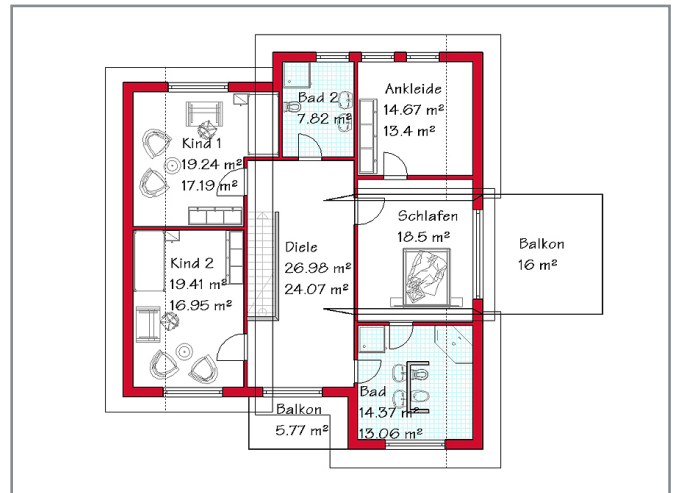 Bad 2
7.82 m²
Ankleide
14.67 m²
13.4 m²
Kind 1
19.24 m²
17.19 m²
Schlafen
18.5 m²
Balkon
16 m²
Diele
26.98 m²
24.07 m²
Kind 2
19.41 m²
16.95 m²
Bad
14.37 m²
13.06 m²
Balkon
5.77 m²